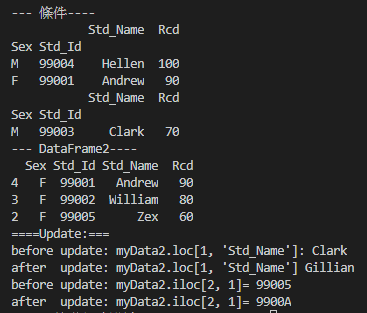 --- 條件----
Std_Name Rcd
Sex Std_Id
M 99004 Hellen 100
F 99001 Andrew 90
Std_Name Rcd
Sex Std_Id
M 99003 Clark 70
--- DataFrame2----
Sex Std_Id Std_Name Rcd
4 F 99001 Andrew 90
3 F 99002 William 80
2 F 99005 Zex 60
====Update:===
before update: myData2.loc[1, 'Std_Name']: Clark
after update: myData2.loc[1, 'Std_Name'] Gillian
before update: myData2.iloc[2, 1]= 99005
after update: myData2.iloc[2, 1]= 9900A